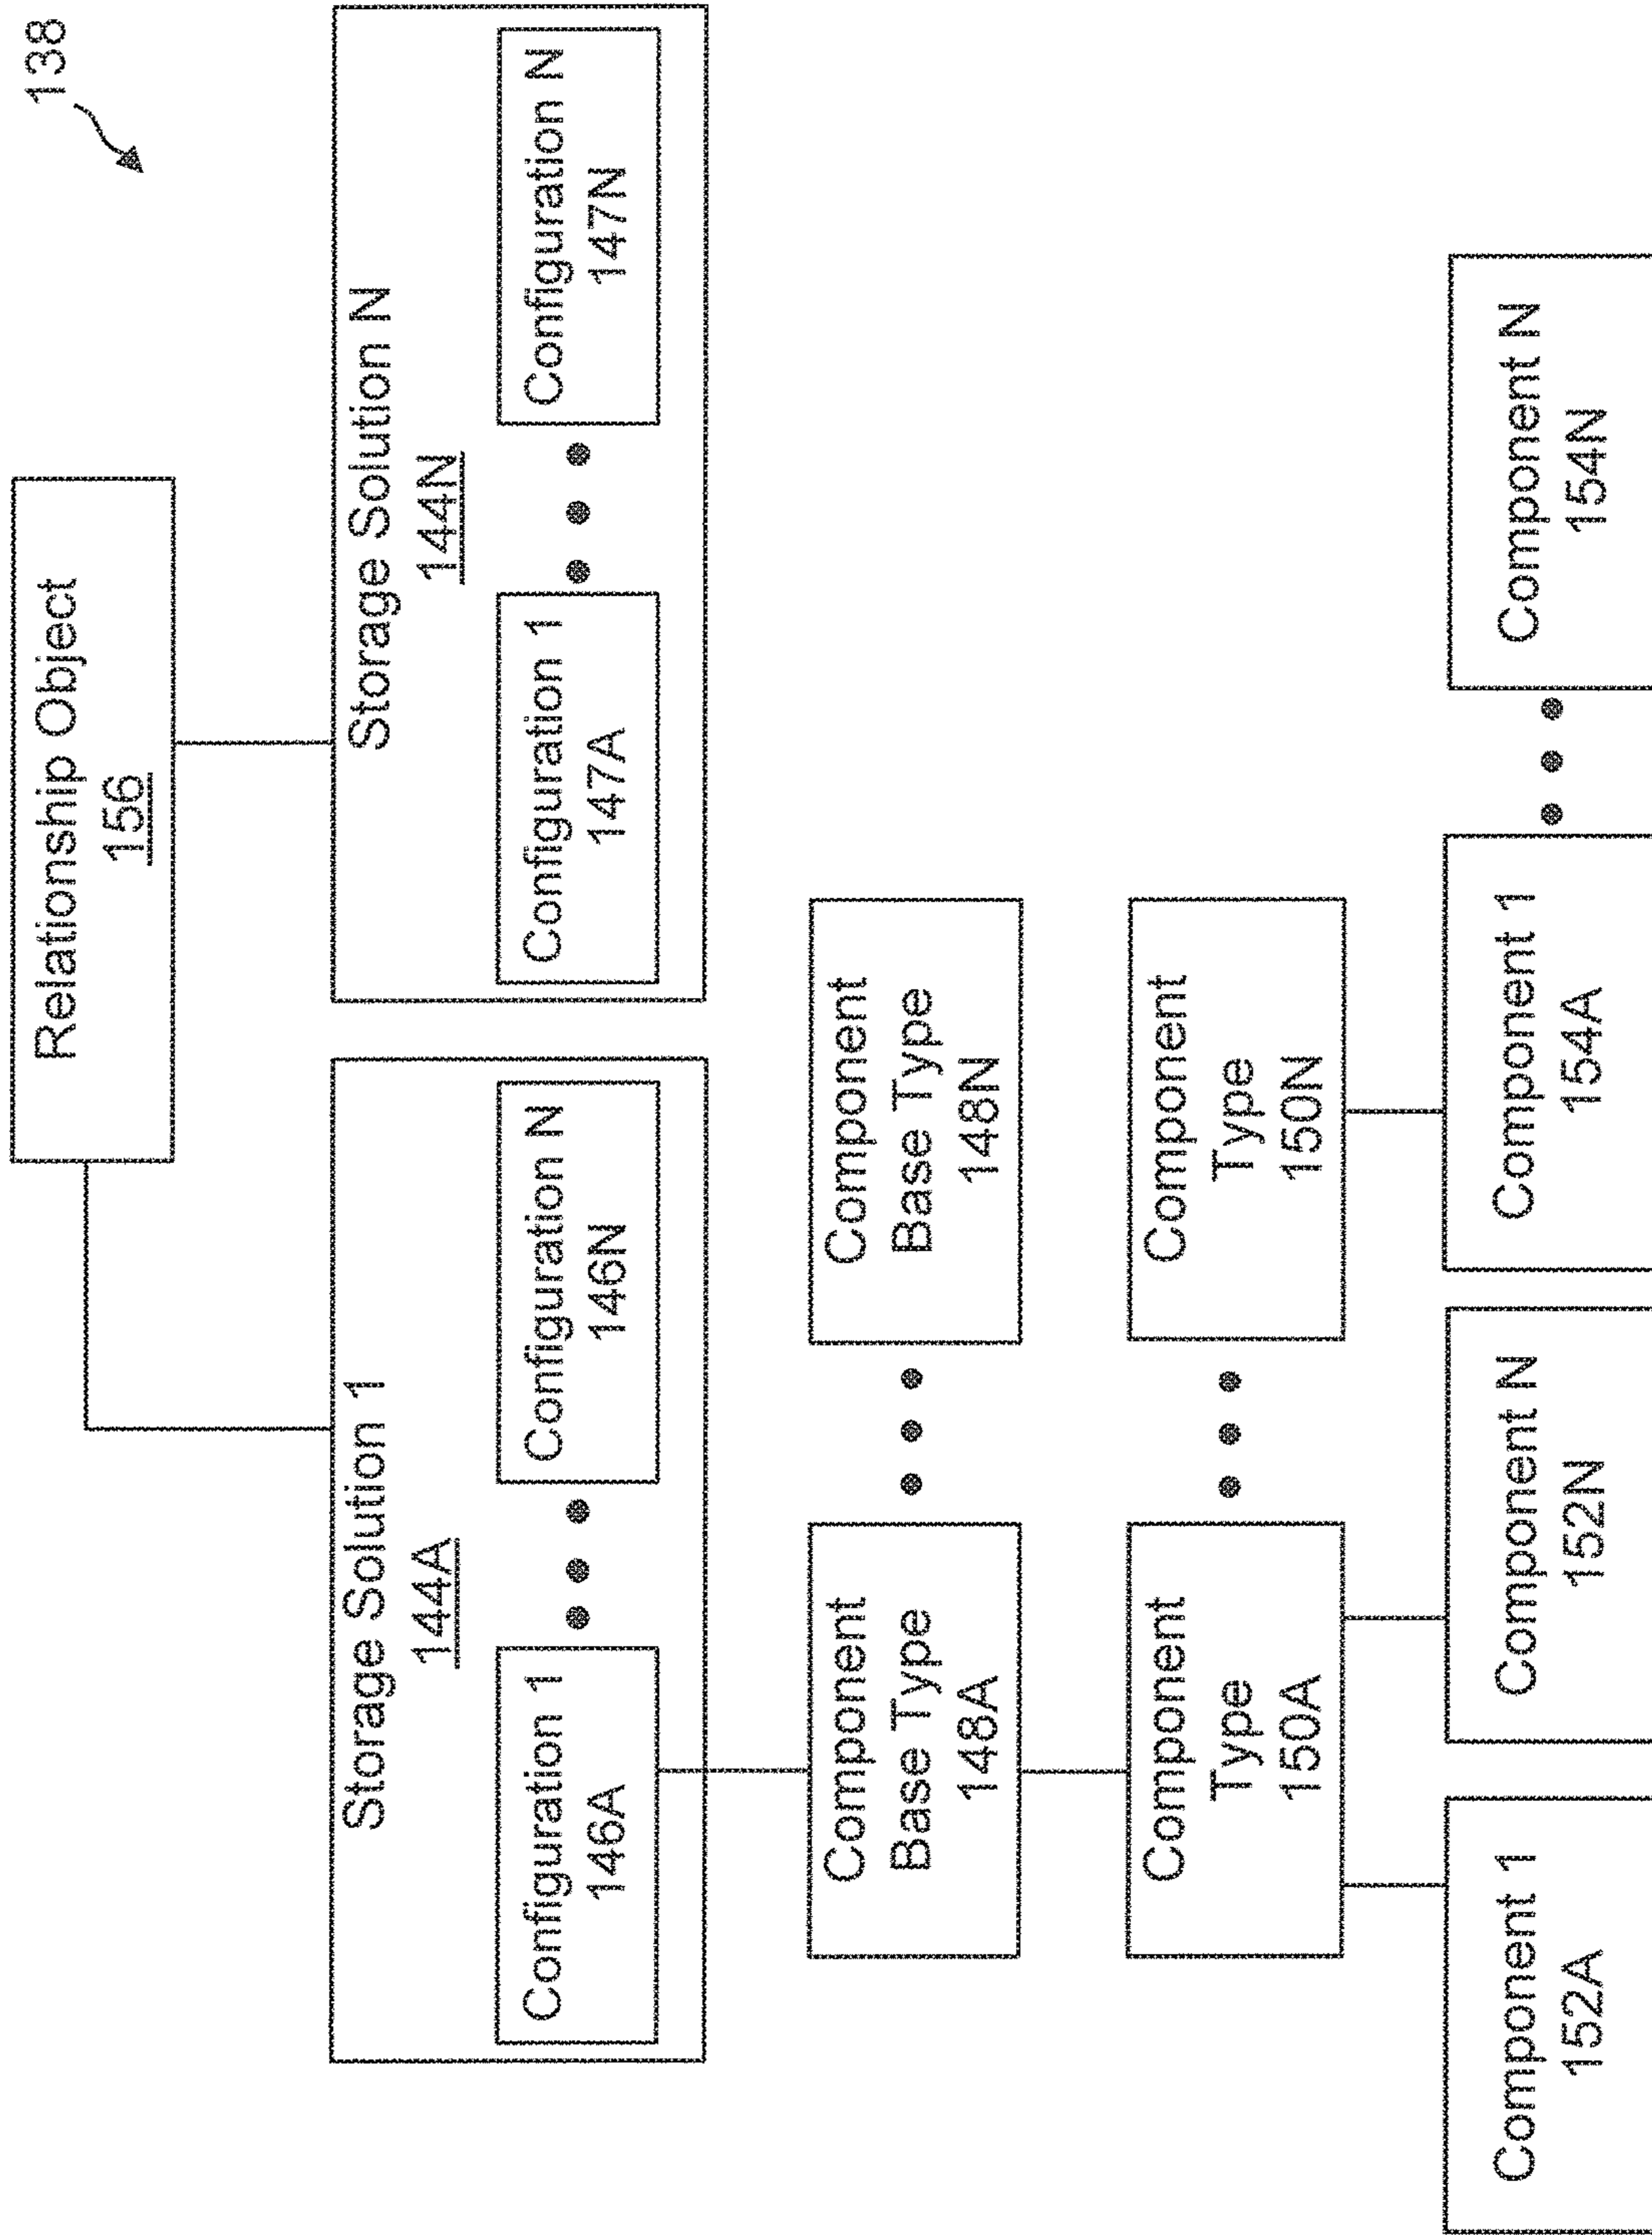 138
Relationship Object
156
Storage Solution 1
144A
Configuration 1
146A
Configuration N
146N
Storage Solution N
144N
Configuration 1
147A
Configuration N
147N
Component
Base Type
148A
Component
Base Type
148N
Component
Type
150A
Component
Type
150N
Component 1
152A
Component N
152N
Component 1
154A
Component N
154N